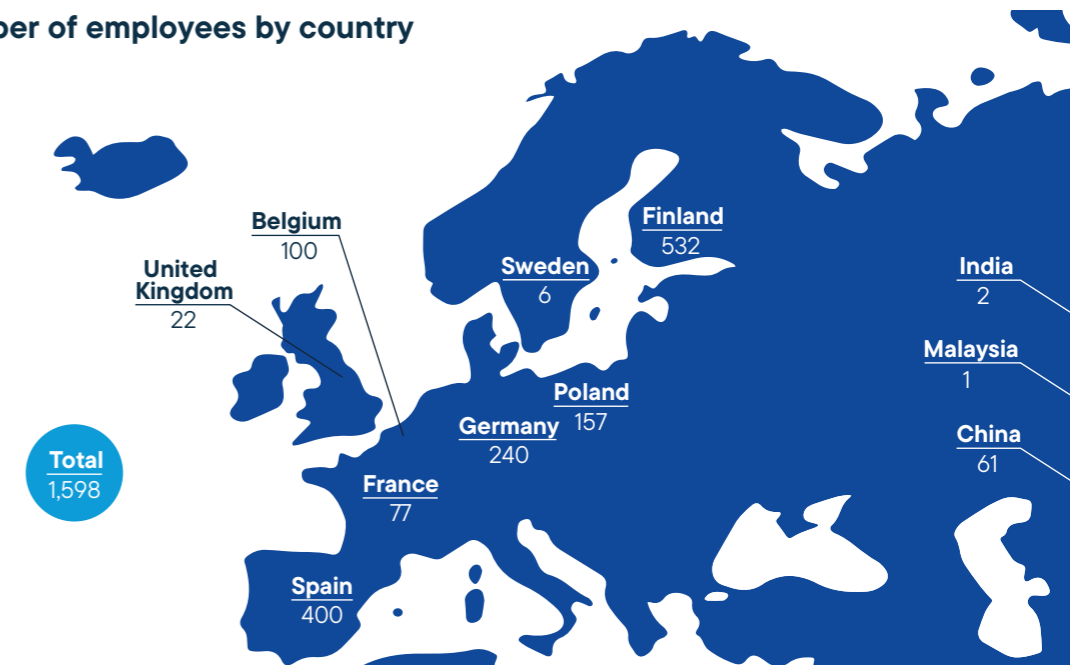 of employees by country
Belgium
100
United
Kingdom
22
Finland
532
Sweden
6
India
2
Malaysia
1
Poland
157
Germany
240
China
61
Total
1,598
France
77
Spain
400